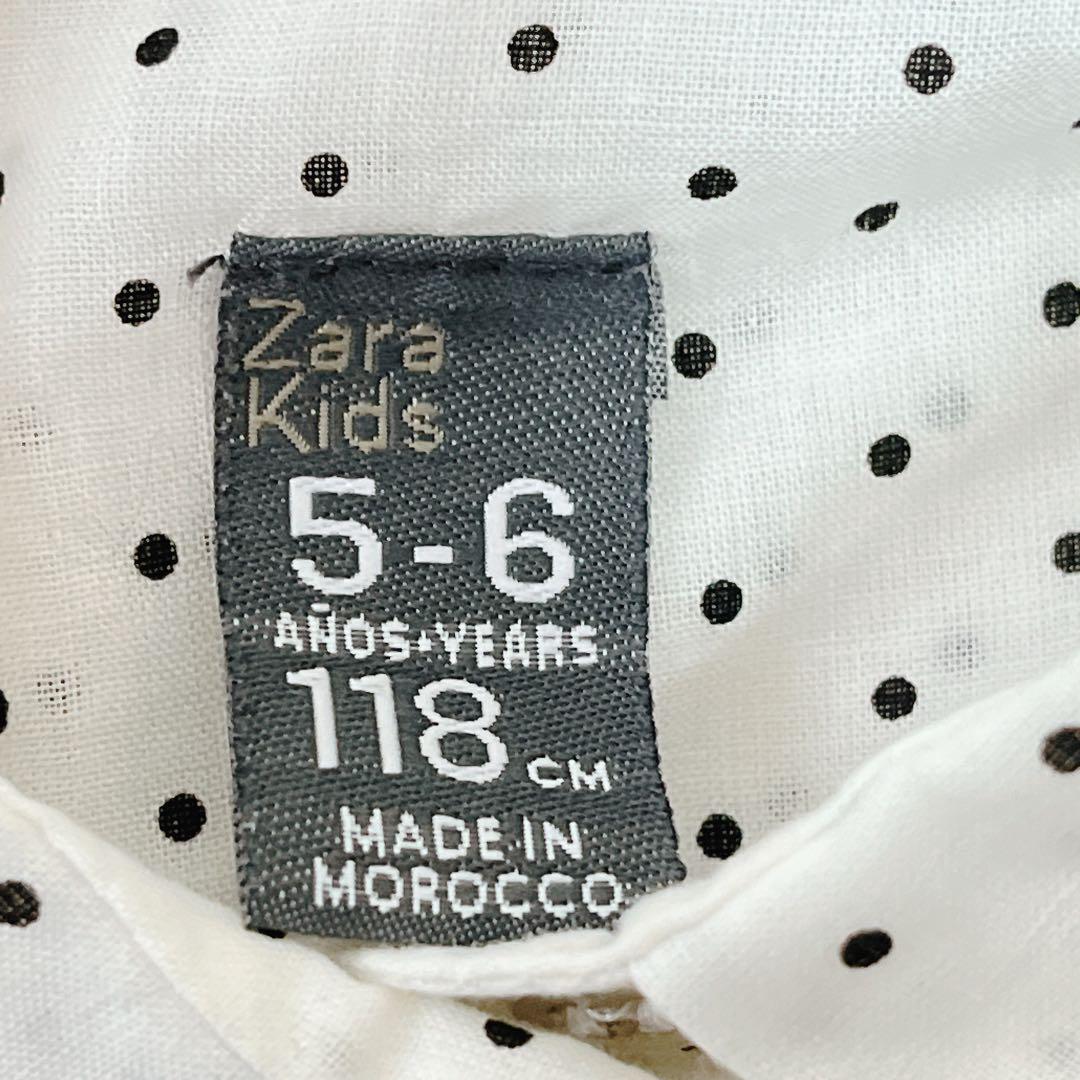 Zara
Kids
5-6
AÑOS•YEARS
118 CM
MADE IN
MOROCCO